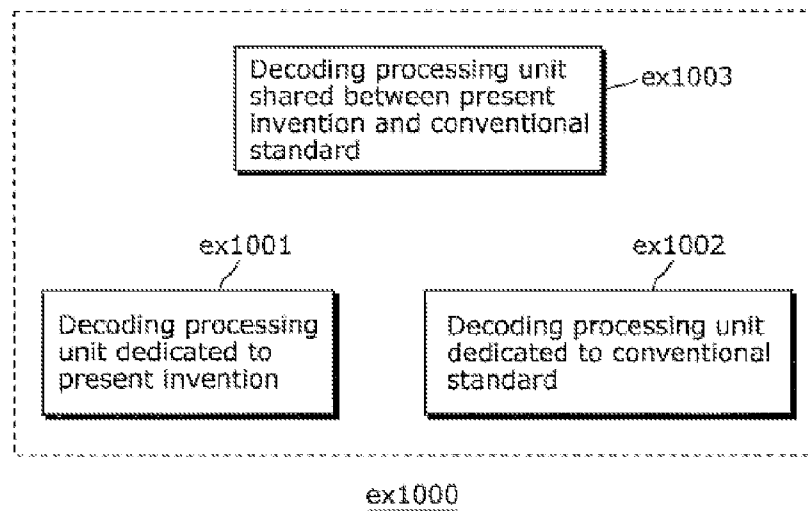 Decoding processing unit
shared between present
invention and conventional
standard
ex1003
ex1001
ex1002
Decoding processing
unit dedicated to
present invention
Decoding processing unit
dedicated to conventional
standard
ex1000